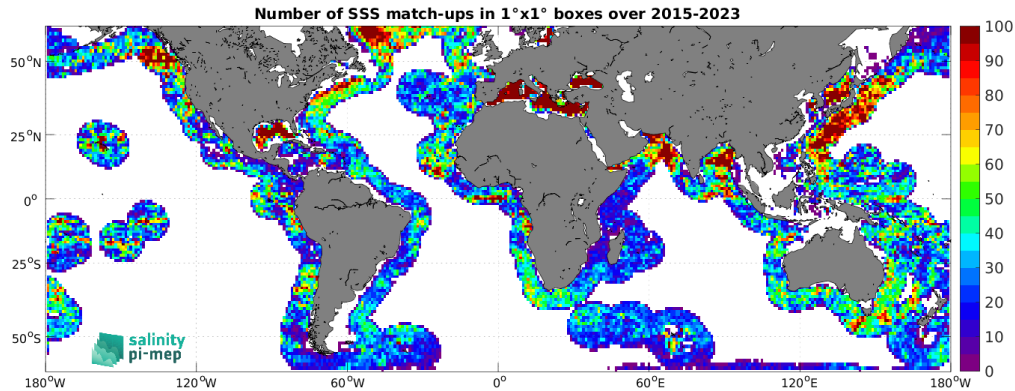 Number of SSS match-ups in 1°x1° boxes over 2015-2023
100
90
80
70
60
50
40
30
20
10
0
50°N
25°N
0°
25°S
50°S
salinity
pi-mep
180°W 120°W 60°W 0° 60°E 120°E 180°W